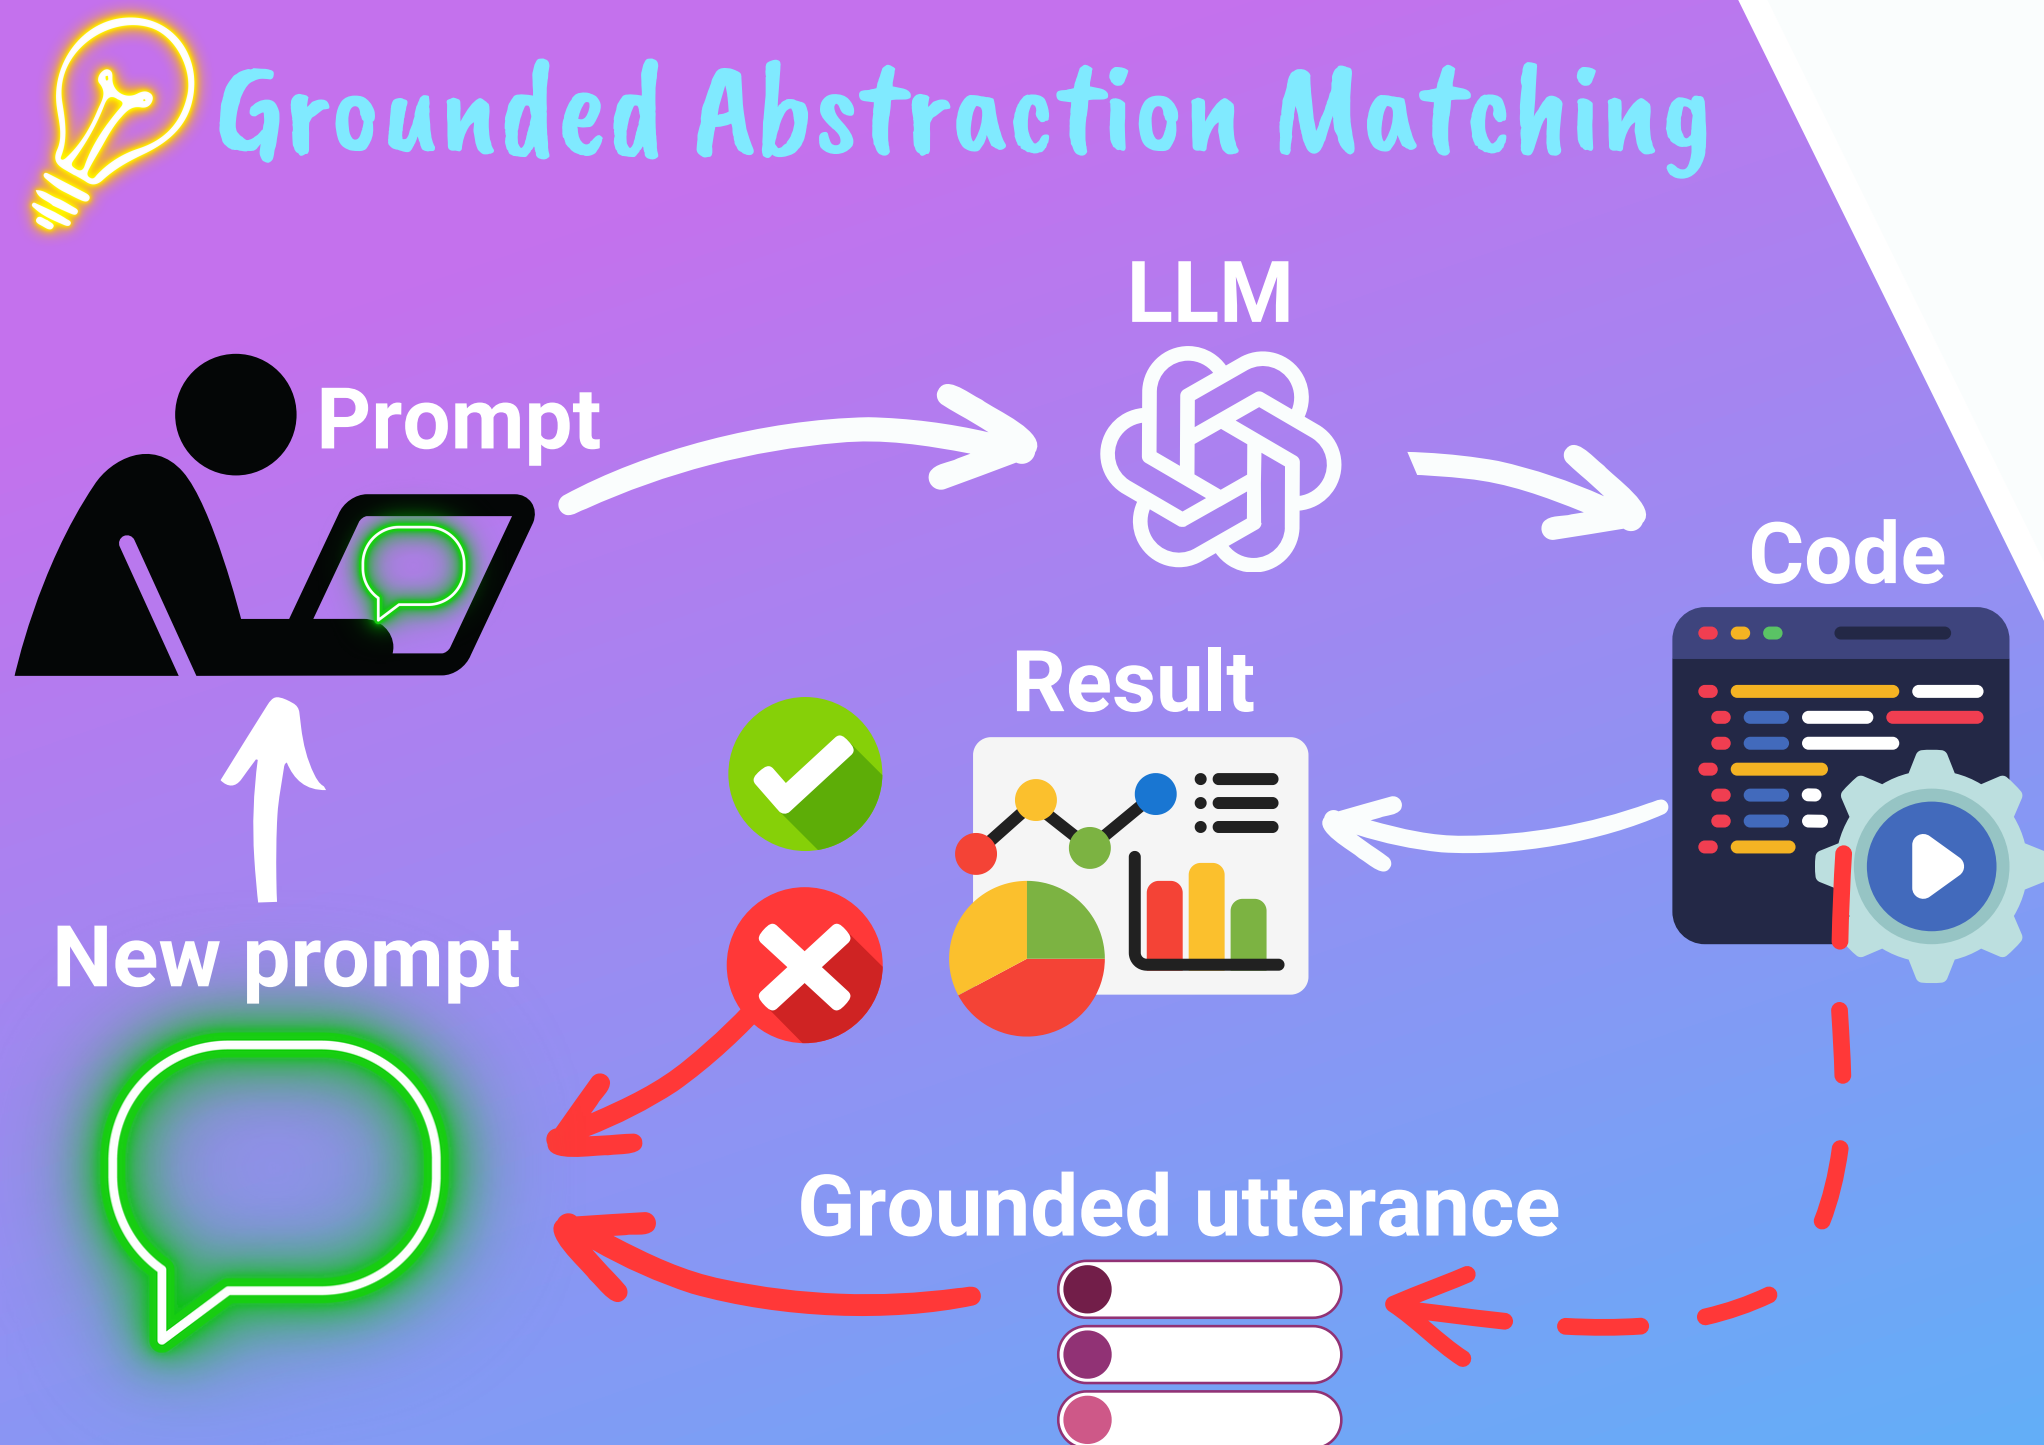 Grounded Abstraction Matching
LLM
Prompt
Code
Result
New prompt
Grounded utterance